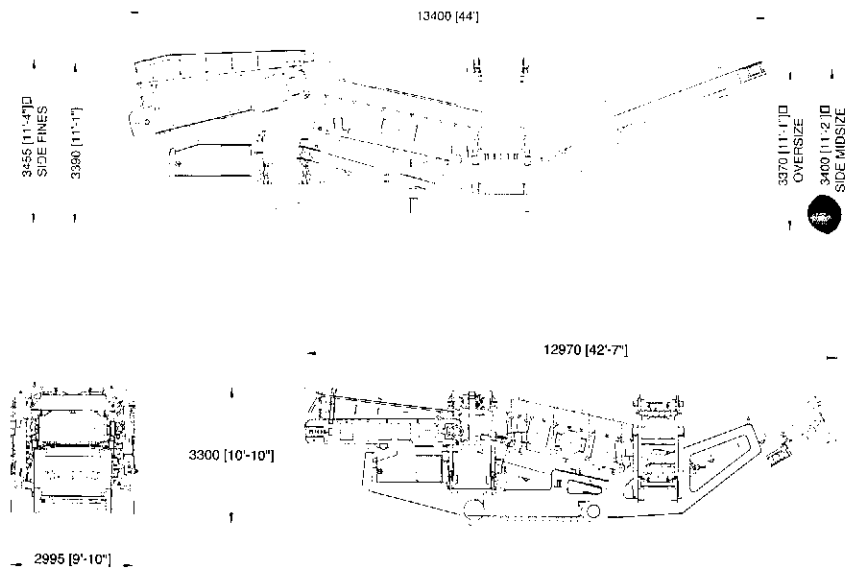 13400 [44']
3455 [11'-4"]
SIDE FINES
3390 [11'-1"]
3370 [11'-1"]
OVERSIZE
3400 [11'-2"]
SIDE MIDSIZE
12970 [42'-7"]
3300 [10'-10"]
2995 [9'-10"]